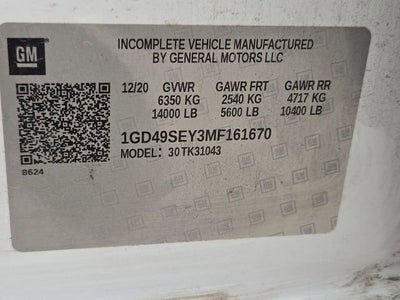 GM
INCOMPLETE VEHICLE MANUFACTURED
BY GENERAL MOTORS LLC
12/20 GVWR GAWR FRT GAWR RR
6350 KG 2540 KG 4717 KG
14000 LB 5600 LB 10400 LB
1GD49SEY3MF161670
MODEL: 30TK31043
8624